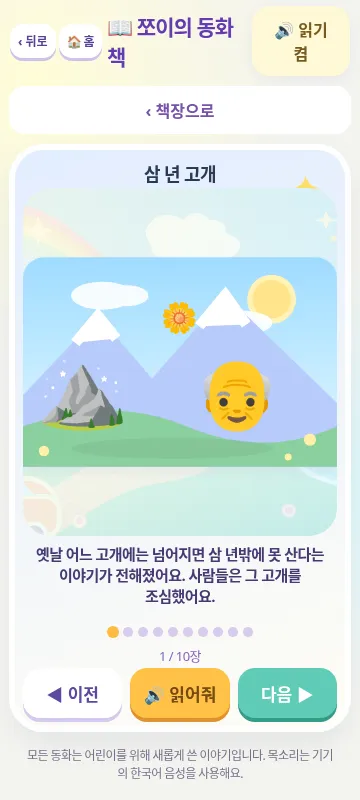 ‹ 뒤로
🏠 홈
📖 쪼이의 동화
책
🔊 읽기
켬
‹ 책장으로
삼 년 고개
옛날 어느 고개에는 넘어지면 삼 년밖에 못 산다는
이야기가 전해졌어요. 사람들은 그 고개를
조심했어요.
1 / 10장
◀ 이전
🔊 읽어줘
다음 ▶
모든 동화는 어린이를 위해 새롭게 쓴 이야기입니다. 목소리는 기기
의 한국어 음성을 사용해요.